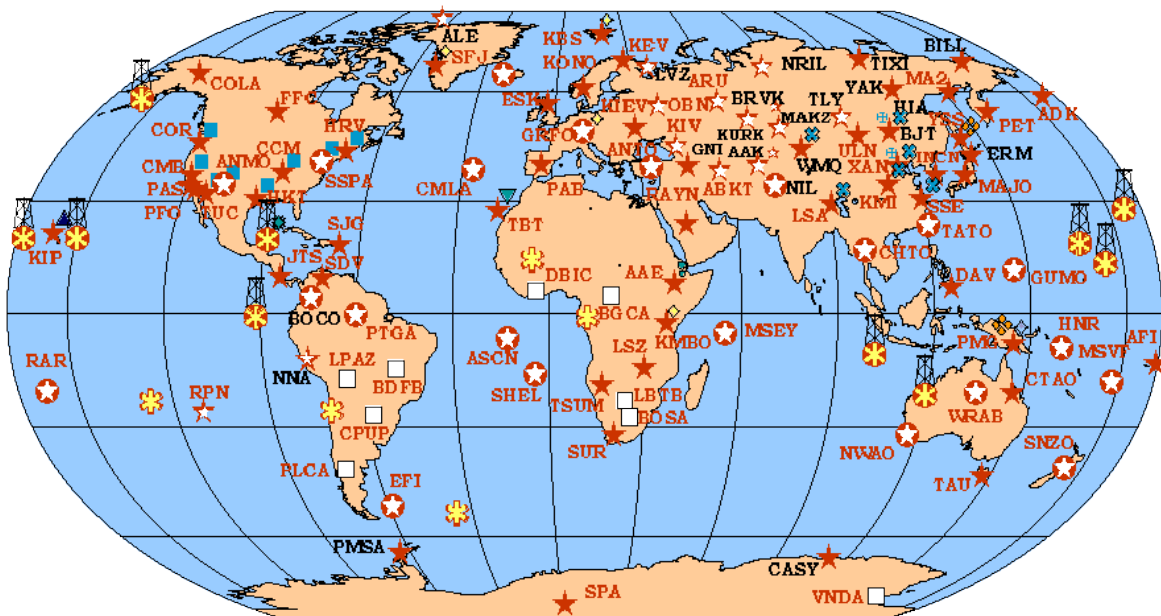 ALE
KBS
KEV
BILL
SFJ
KONO
LVZ
NRIL
TIXI
COLA
ARU
MA2
YAK
FFC
ESK
KIEV
OBN
BRVK
TLY
HIA
YSS
PET
ADK
COR
HRV
GRFO
KIV
MAKZ
KURK
BJT
CCM
ANTO
GNI
AAK
ULN
XAN
INCN
ERM
CMB
ANMO
SSPA
CMLA
PAB
RAYN
ABKT
WMQ
NIL
MAJO
PAS
HKT
PFO
TUC
TBT
LSA
KMI
SSE
KIP
SJG
TATO
JTS
SDV
DBIC
AAE
CHTO
DAV
GUMO
BOCO
PTGA
BGCA
KMBO
MSEY
HNR
RAR
LPAZ
ASCN
LSZ
PMG
MSVF
AFI
NNA
BDFB
SHEL
TSUM
LBTB
CTAO
RPN
CPUP
BOSA
WRAB
SUR
NWAO
SNZO
PLCA
EFI
TAU
PMSA
CASY
SPA
VNDA